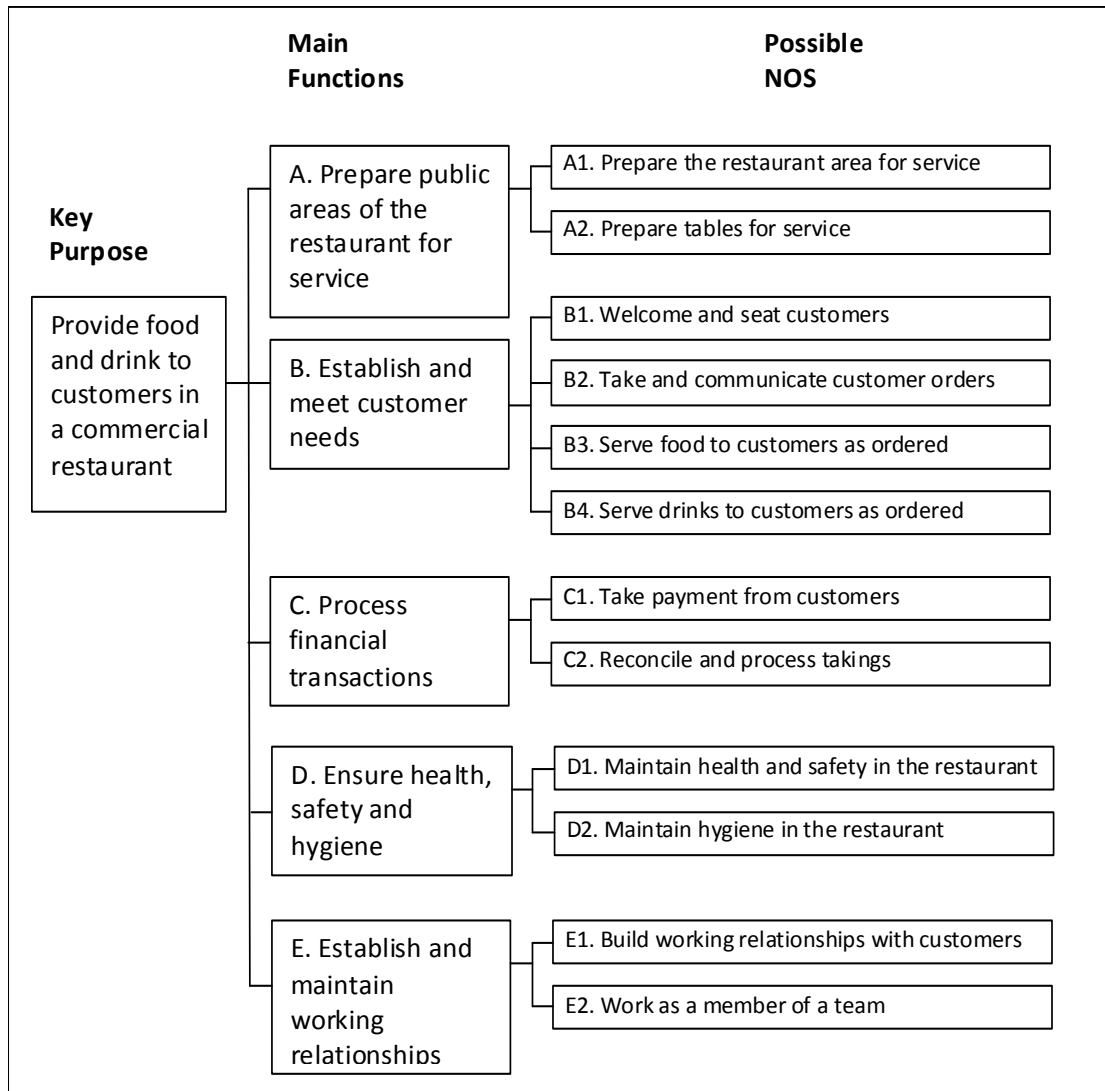 Main
Functions
Possible
NOS
Key
Purpose
Provide food
and drink to
customers in
a commercial
restaurant
A. Prepare public
areas of the
restaurant for
service
A1. Prepare the restaurant area for service
A2. Prepare tables for service
B. Establish and
meet customer
needs
B1. Welcome and seat customers
B2. Take and communicate customer orders
B3. Serve food to customers as ordered
B4. Serve drinks to customers as ordered
C. Process
financial
transactions
C1. Take payment from customers
C2. Reconcile and process takings
D. Ensure health,
safety and
hygiene
D1. Maintain health and safety in the restaurant
D2. Maintain hygiene in the restaurant
E. Establish and
maintain
working
relationships
E1. Build working relationships with customers
E2. Work as a member of a team